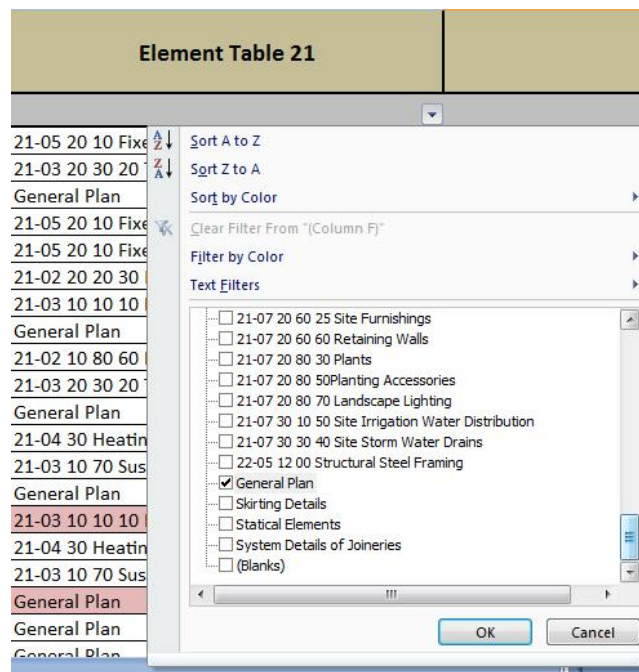 Element Table 21
21-05 20 10 Fixe
21-03 20 30 20
General Plan
21-05 20 10 Fixe
21-05 20 10 Fixe
21-02 20 20 30
21-03 10 10 10
General Plan
21-02 10 80 60
21-03 20 30 20
General Plan
21-04 30 Heatin
21-03 10 70 Sus
General Plan
21-03 10 10 10
21-04 30 Heatin
21-03 10 70 Sus
General Plan
General Plan
General Plan
Sort A to Z
Sort Z to A
Sort by Color
Clear Filter From "(Column F)"
Filter by Color
Text Filters
21-07 20 60 25 Site Furnishings
21-07 20 60 60 Retaining Walls
21-07 20 80 30 Plants
21-07 20 80 50Planting Accessories
21-07 20 80 70 Landscape Lighting
21-07 30 10 50 Site Irrigation Water Distribution
21-07 30 30 40 Site Storm Water Drains
22-05 12 00 Structural Steel Framing
General Plan
Skirting Details
Statical Elements
System Details of Joineries
(Blanks)
OK
Cancel